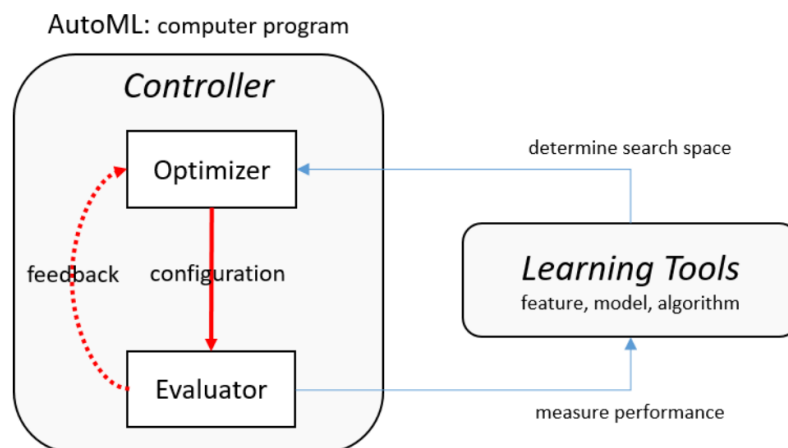 AutoML: computer program
Controller
Optimizer
determine search space
feedback
configuration
Learning Tools
feature, model, algorithm
Evaluator
measure performance